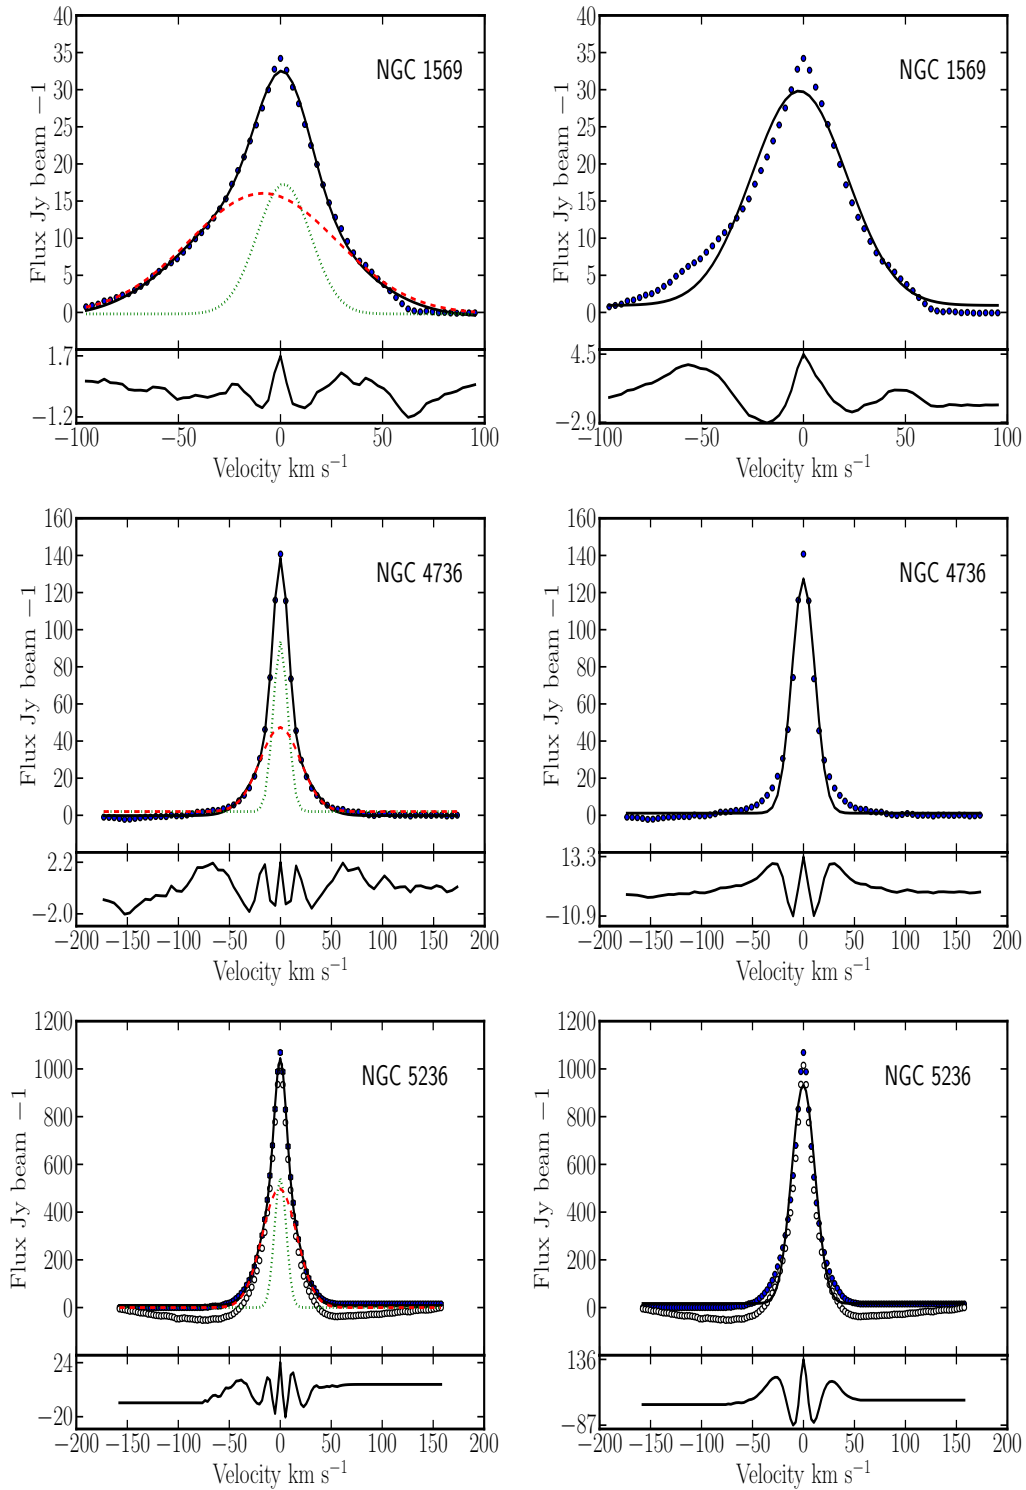 40
35
30
25
20
15
10
5
0
Flux Jy beam −1
NGC 1569
1.7
−1.2
−100 −50 0 50 100
Velocity km s−1
40
35
30
25
20
15
10
5
0
Flux Jy beam −1
NGC 1569
4.5
−2.9
−100 −50 0 50 100
Velocity km s−1
160
140
120
100
80
60
40
20
0
Flux Jy beam −1
NGC 4736
2.2
−2.0
−200 −150 −100 −50 0 50 100 150 200
Velocity km s−1
160
140
120
100
80
60
40
20
0
Flux Jy beam −1
NGC 4736
13.3
−10.9
−200 −150 −100 −50 0 50 100 150 200
Velocity km s−1
1200
1000
800
600
400
200
0
Flux Jy beam −1
NGC 5236
24
−20
−200 −150 −100 −50 0 50 100 150 200
Velocity km s−1
1200
1000
800
600
400
200
0
Flux Jy beam −1
NGC 5236
136
−87
−200 −150 −100 −50 0 50 100 150 200
Velocity km s−1